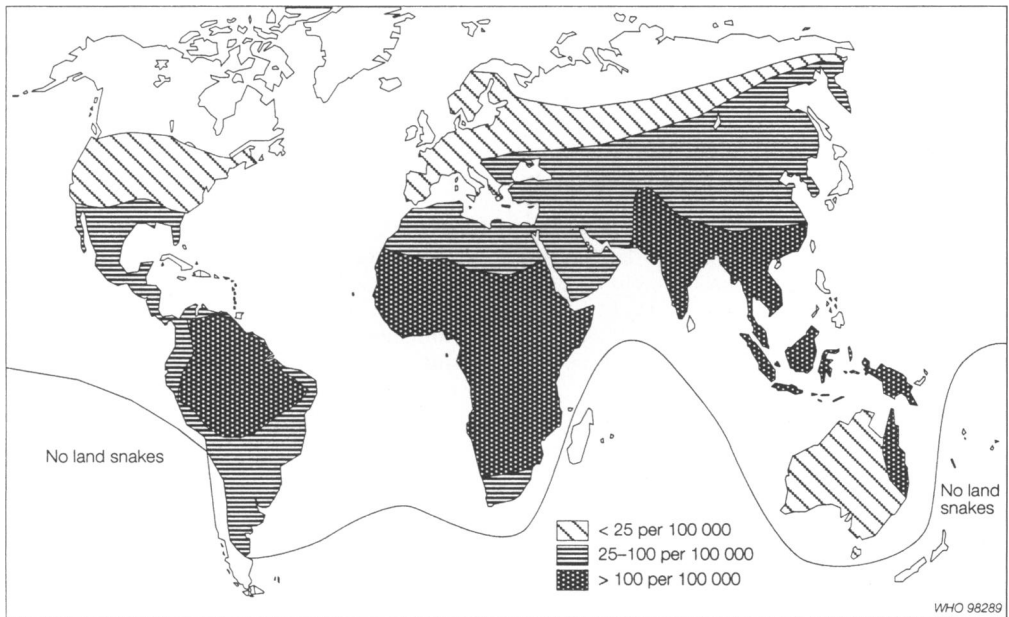 No land snakes
No land
snakes
< 25 per 100 000
25–100 per 100 000
> 100 per 100 000
WHO 98289